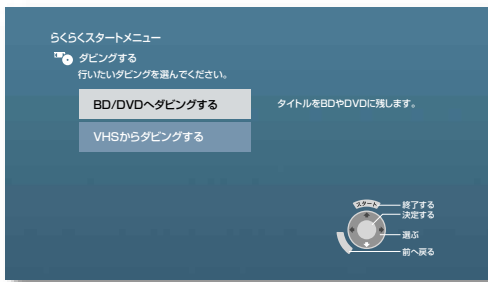 らくらくスタートメニュー
ダビングする
行いたいダビングを選んでください。
BD/DVDへダビングする
タイトルをBDやDVDに残します。
VHSからダビングする
スタート
終了する
決定する
選ぶ
前へ戻る